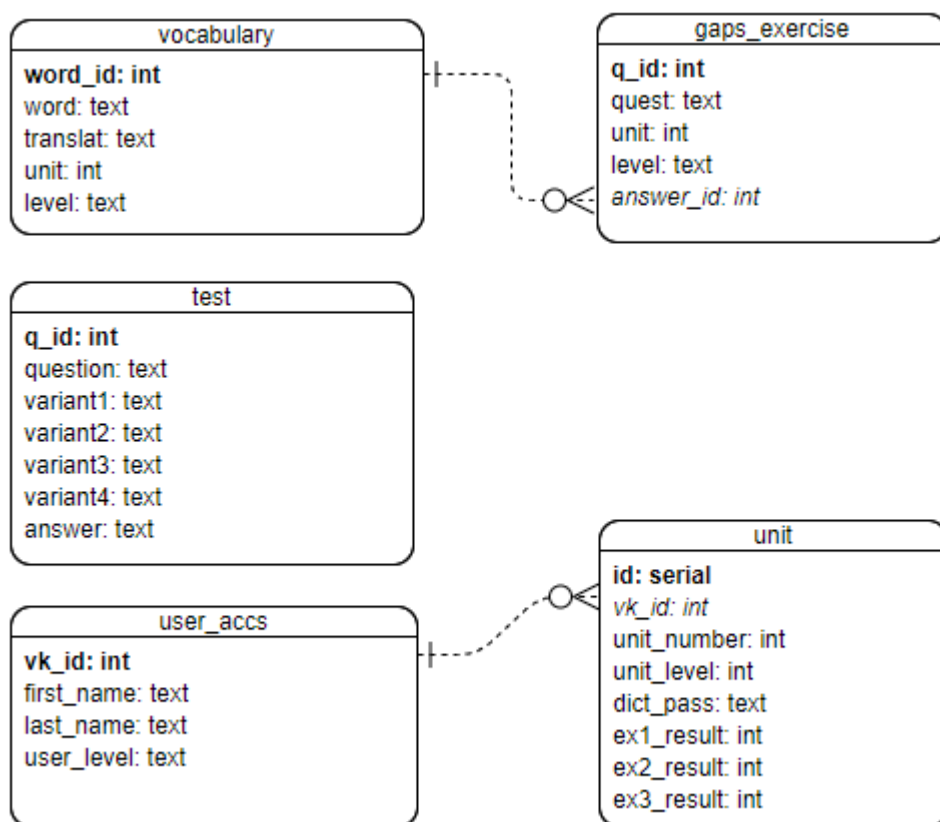 vocabulary
word_id: int
word: text
translat: text
unit: int
level: text
gaps_exercise
q_id: int
quest: text
unit: int
level: text
answer_id: int
test
q_id: int
question: text
variant1: text
variant2: text
variant3: text
variant4: text
answer: text
user_accs
vk_id: int
first_name: text
last_name: text
user_level: text
unit
id: serial
vk_id: int
unit_number: int
unit_level: int
dict_pass: text
ex1_result: int
ex2_result: int
ex3_result: int